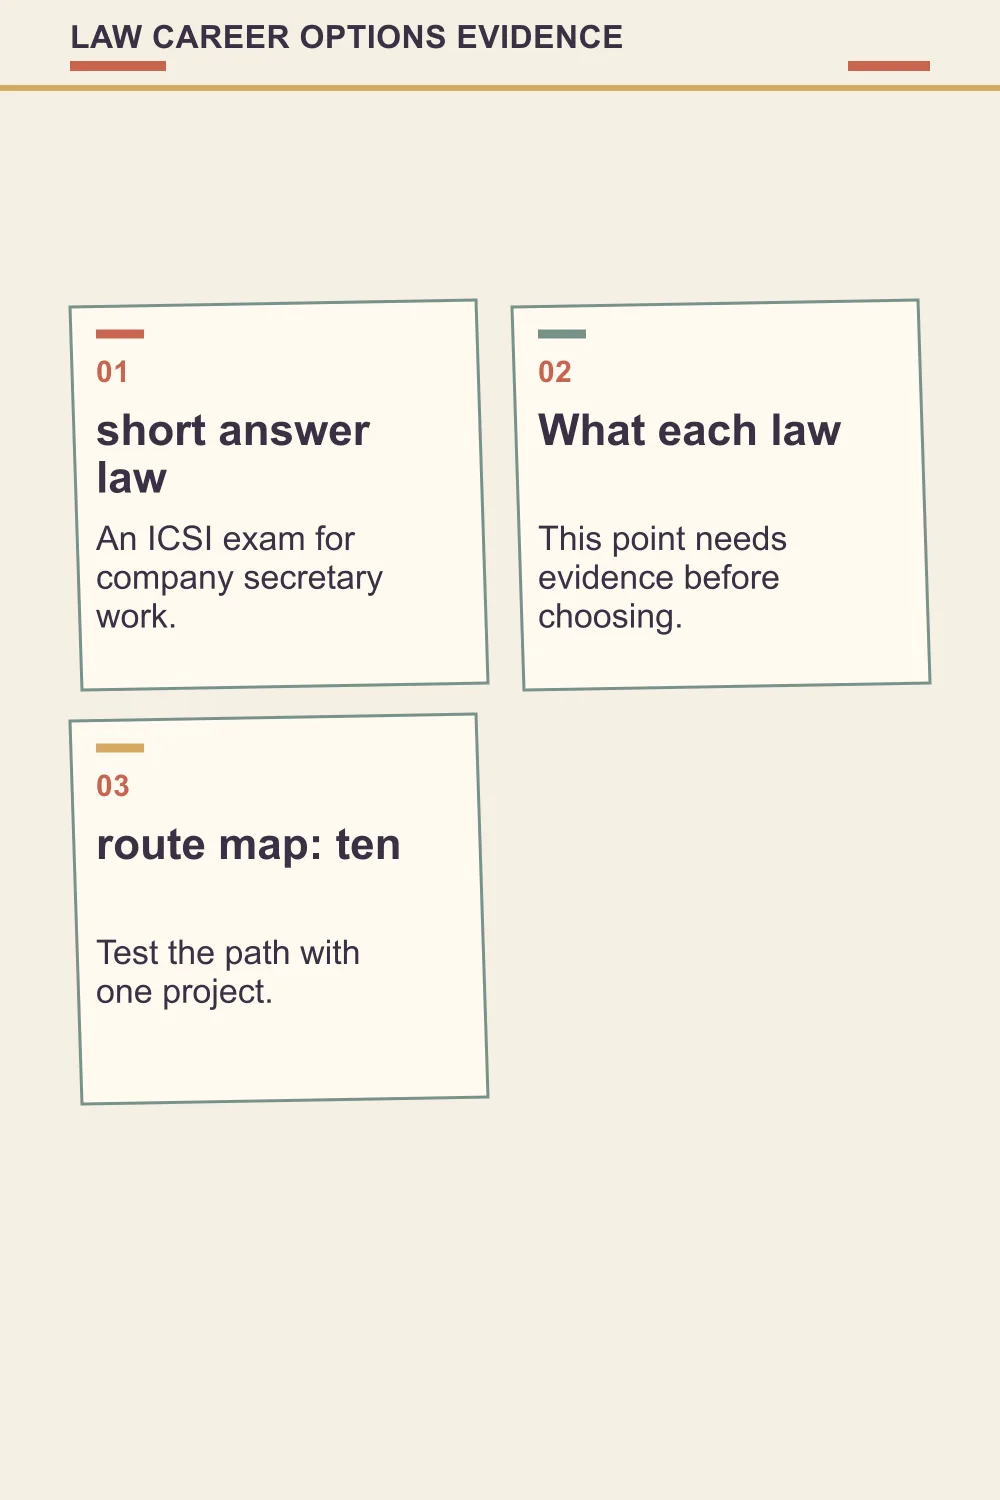 LAW CAREER OPTIONS EVIDENCE
01
short answer
law
An ICSI exam for
company secretary
work.
02
What each law
This point needs
evidence before
choosing.
03
route map: ten
Test the path with
one project.